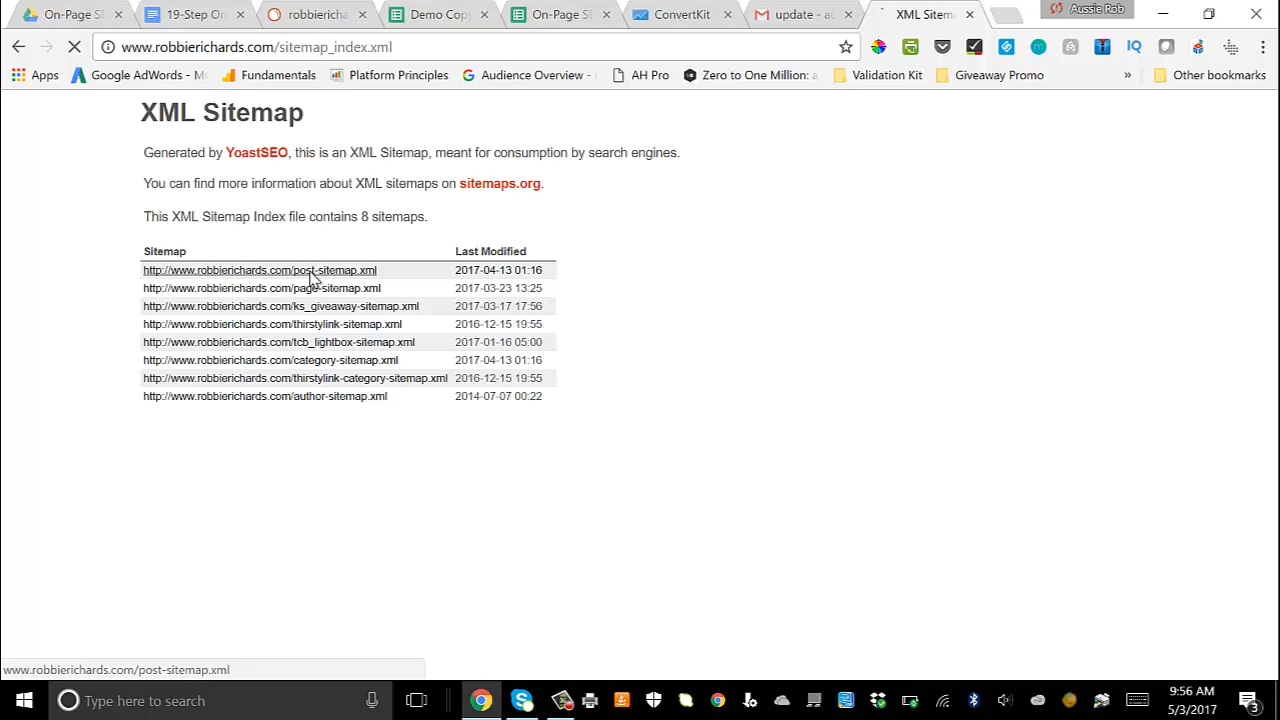 On-Page S
19-Step On
robbiericha
Demo Cop
On-Page S
ConvertKit
update - a
XML Sitem
Aussie Rob
www.robbierichards.com/sitemap_index.xml
IQ
Apps
Google AdWords - M
Fundamentals
Platform Principles
Audience Overview -
AH Pro
Zero to One Million: a
Validation Kit
Giveaway Promo
»
Other bookmarks
XML Sitemap
Generated by YoastSEO, this is an XML Sitemap, meant for consumption by search engines.
You can find more information about XML sitemaps on sitemaps.org.
This XML Sitemap Index file contains 8 sitemaps.
Sitemap Last Modified
http://www.robbierichards.com/post-sitemap.xml 2017-04-13 01:16
http://www.robbierichards.com/page-sitemap.xml 2017-03-23 13:25
http://www.robbierichards.com/ks_giveaway-sitemap.xml 2017-03-17 17:56
http://www.robbierichards.com/thirstylink-sitemap.xml 2016-12-15 19:55
http://www.robbierichards.com/tcb_lightbox-sitemap.xml 2017-01-16 05:00
http://www.robbierichards.com/category-sitemap.xml 2017-04-13 01:16
http://www.robbierichards.com/thirstylink-category-sitemap.xml 2016-12-15 19:55
http://www.robbierichards.com/author-sitemap.xml 2014-07-07 00:22
www.robbierichards.com/post-sitemap.xml
Type here to search
9:56 AM
5/3/2017
3